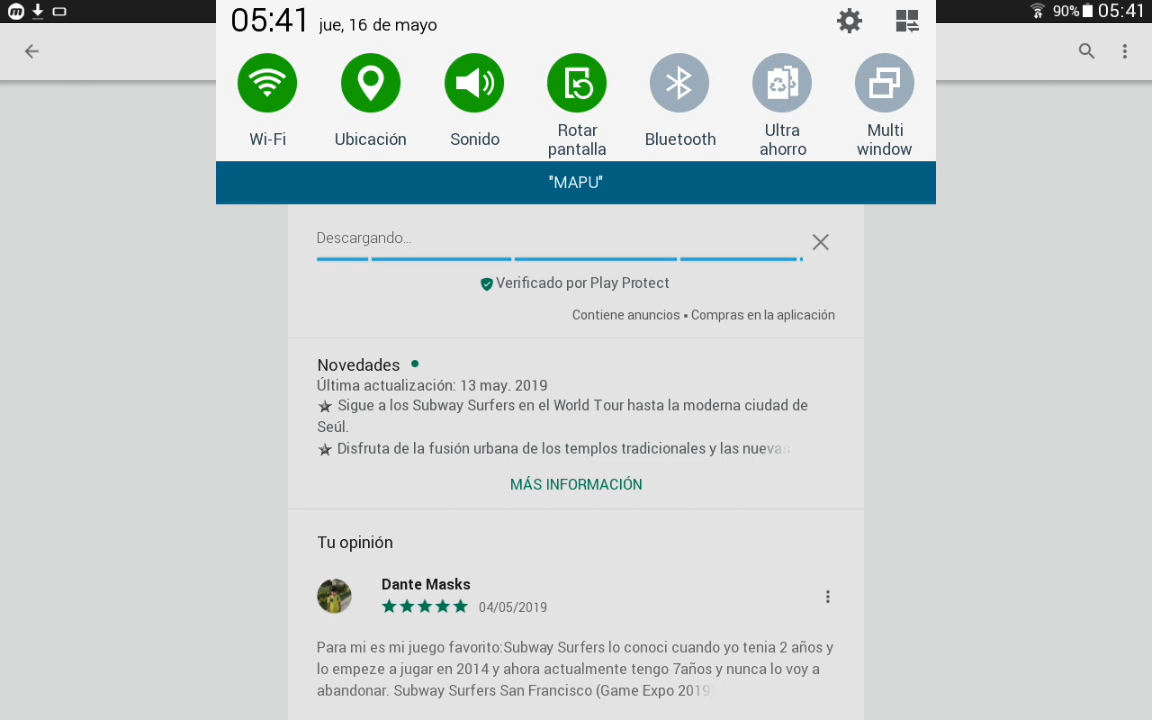 05:41 jue, 16 de mayo
90% 05:41
Wi-Fi
Ubicación
Sonido
Rotar
pantalla
Bluetooth
Ultra
ahorro
Multi
window
"MAPU"
Descargando...
Verificado por Play Protect
Contiene anuncios • Compras en la aplicación
Novedades
Última actualización: 13 may. 2019
★ Sigue a los Subway Surfers en el World Tour hasta la moderna ciudad de
Seúl.
★ Disfruta de la fusión urbana de los templos tradicionales y las nuevas
MÁS INFORMACIÓN
Tu opinión
Dante Masks
★★★★★ 04/05/2019
Para mi es mi juego favorito:Subway Surfers lo conoci cuando yo tenia 2 años y
lo empeze a jugar en 2014 y ahora actualmente tengo 7años y nunca lo voy a
abandonar. Subway Surfers San Francisco (Game Expo 2019)